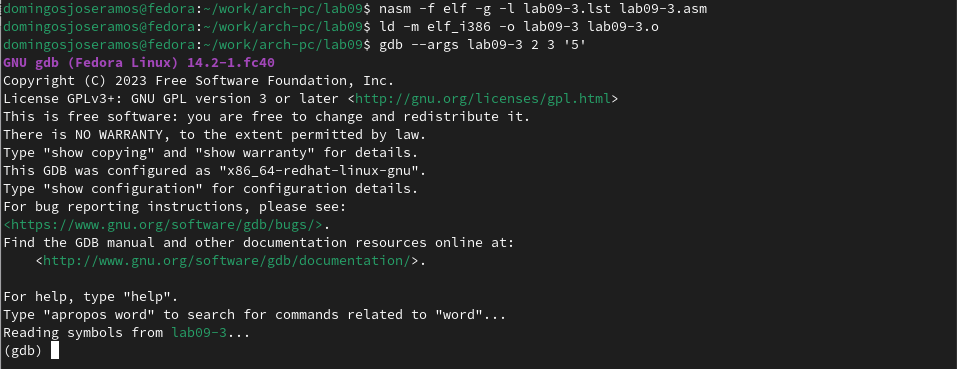 domingosjoseramos@fedora:~/work/arch-pc/lab09$ nasm -f elf -g -l lab09-3.lst lab09-3.asm
domingosjoseramos@fedora:~/work/arch-pc/lab09$ ld -m elf_i386 -o lab09-3 lab09-3.o
domingosjoseramos@fedora:~/work/arch-pc/lab09$ gdb --args lab09-3 2 3 '5'
GNU gdb (Fedora Linux) 14.2-1.fc40
Copyright (C) 2023 Free Software Foundation, Inc.
License GPLv3+: GNU GPL version 3 or later <http://gnu.org/licenses/gpl.html>
This is free software: you are free to change and redistribute it.
There is NO WARRANTY, to the extent permitted by law.
Type "show copying" and "show warranty" for details.
This GDB was configured as "x86_64-redhat-linux-gnu".
Type "show configuration" for configuration details.
For bug reporting instructions, please see:
<https://www.gnu.org/software/gdb/bugs/>.
Find the GDB manual and other documentation resources online at:
    <http://www.gnu.org/software/gdb/documentation/>.

For help, type "help".
Type "apropos word" to search for commands related to "word"...
Reading symbols from lab09-3...
(gdb)